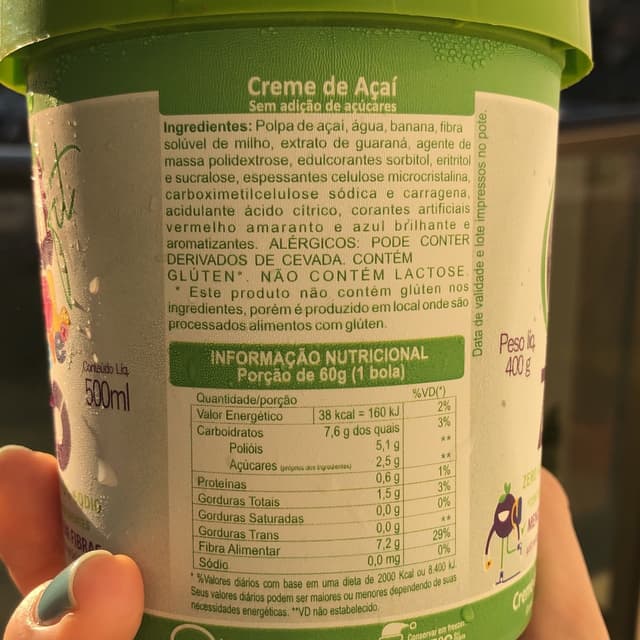 Creme de Açaí
Sem adição de açúcares
Ingredientes: Polpa de açaí, água, banana, fibra
solúvel de milho, extrato de guaraná, agente de
massa polidextrose, edulcorantes sorbitol, eritritol
e sucralose, espessantes celulose microcristalina,
carboximetilcelulose sódica e carragena,
acidulante ácido cítrico, corantes artificiais
vermelho amaranto e azul brilhante e
aromatizantes. ALÉRGICOS: PODE CONTER
DERIVADOS DE CEVADA. CONTÉM
GLÚTEN*. NÃO CONTÉM LACTOSE.
* Este produto não contém glúten nos
ingredientes, porém é produzido em local onde são
processados alimentos com glúten.
Data de validade e lote impressos no pote.
INFORMAÇÃO NUTRICIONAL
Porção de 60g (1 bola)
Quantidade/porção %VD(*)
Valor Energético 38 kcal = 160 kJ 2%
Carboidratos 7,6 g dos quais 3%
Polióis 5,1 g **
Açúcares (próprios dos ingredientes) 2,5 g **
Proteínas 0,6 g 1%
Gorduras Totais 1,5 g 3%
Gorduras Saturadas 0,0 g 0%
Gorduras Trans 0,0 g **
Fibra Alimentar 7,2 g 29%
Sódio 0,0 mg 0%
* %Valores diários com base em uma dieta de 2000 Kcal ou 8.400 kJ.
Seus valores diários podem ser maiores ou menores dependendo de suas
necessidades energéticas. **VD não estabelecido.
Conteúdo Líq.
500ml
Peso líq.
400 g
FIBRAS
ZERO
Conservar em freezer